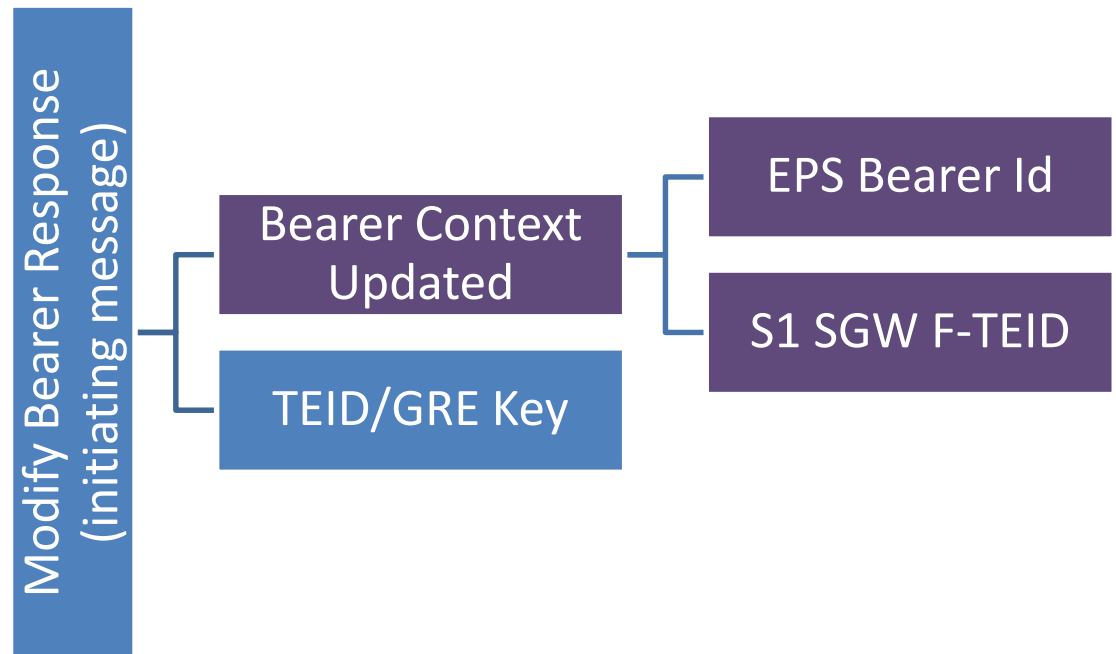 Modify Bearer Response
(initiating message)
Bearer Context
Updated
TEID/GRE Key
EPS Bearer Id
S1 SGW F-TEID